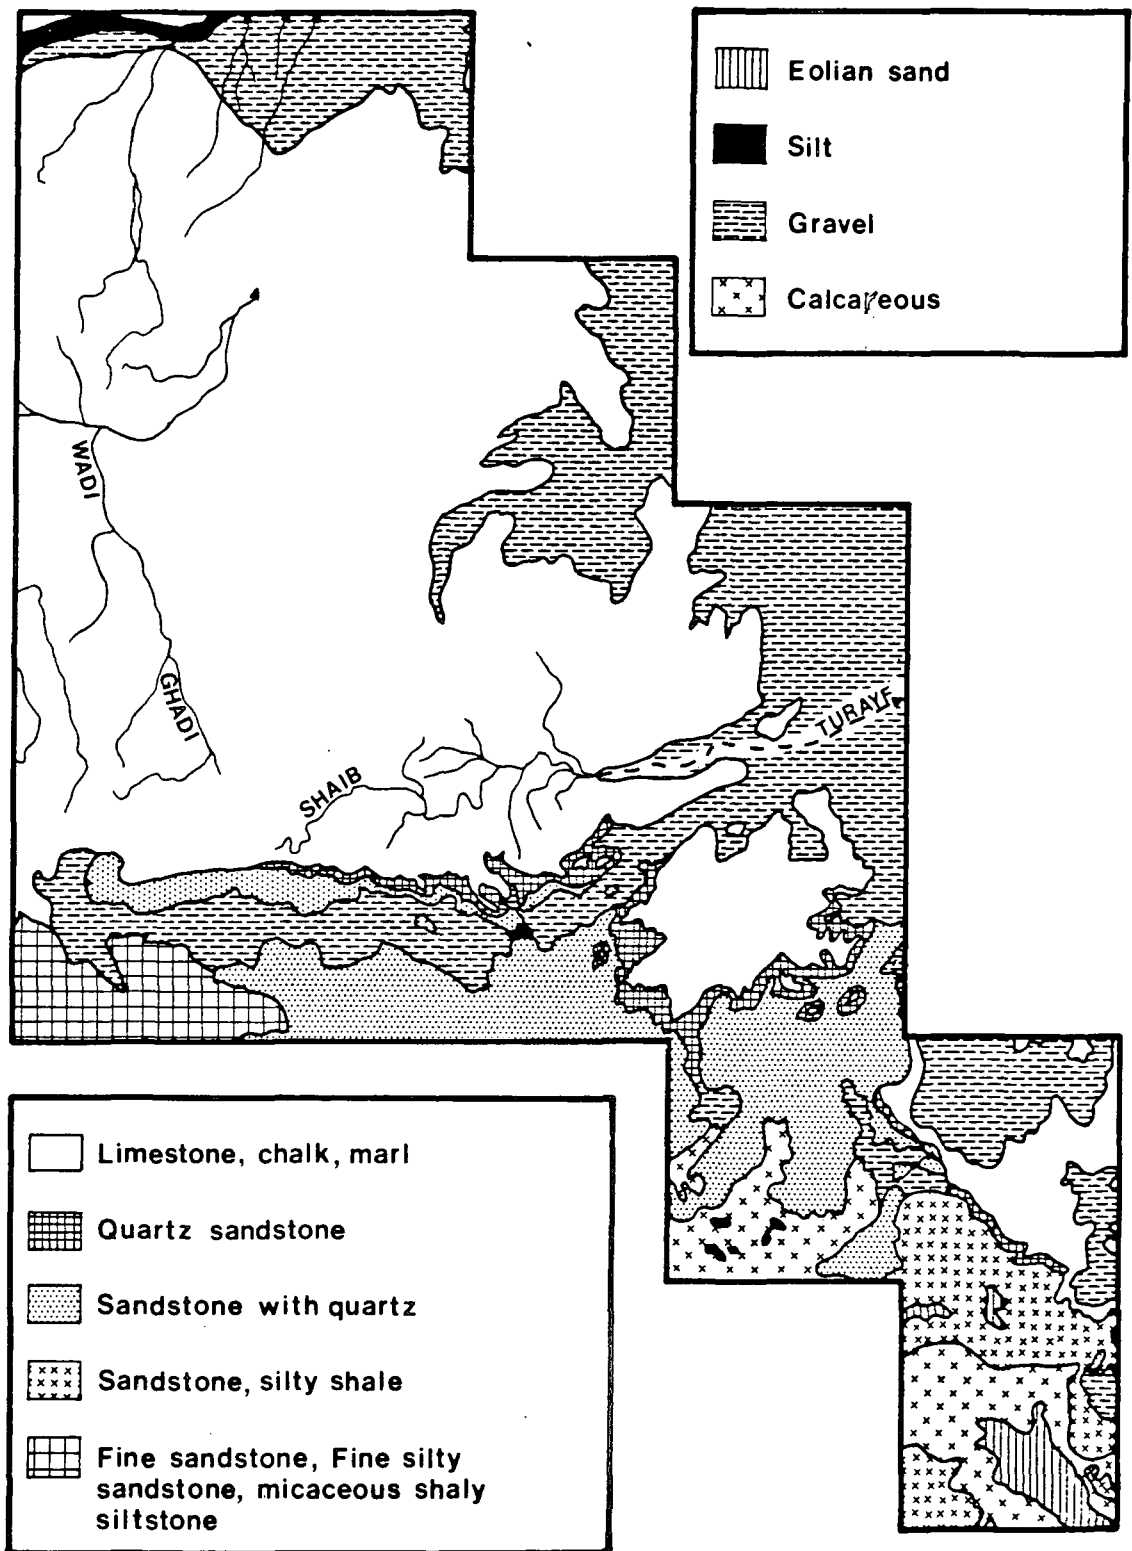 Eolian sand
Silt
Gravel
Calcareous
WADI
GHADI
SHAIB
TURAYF
Limestone, chalk, marl
Quartz sandstone
Sandstone with quartz
Sandstone, silty shale
Fine sandstone, Fine silty
sandstone, micaceous shaly
siltstone